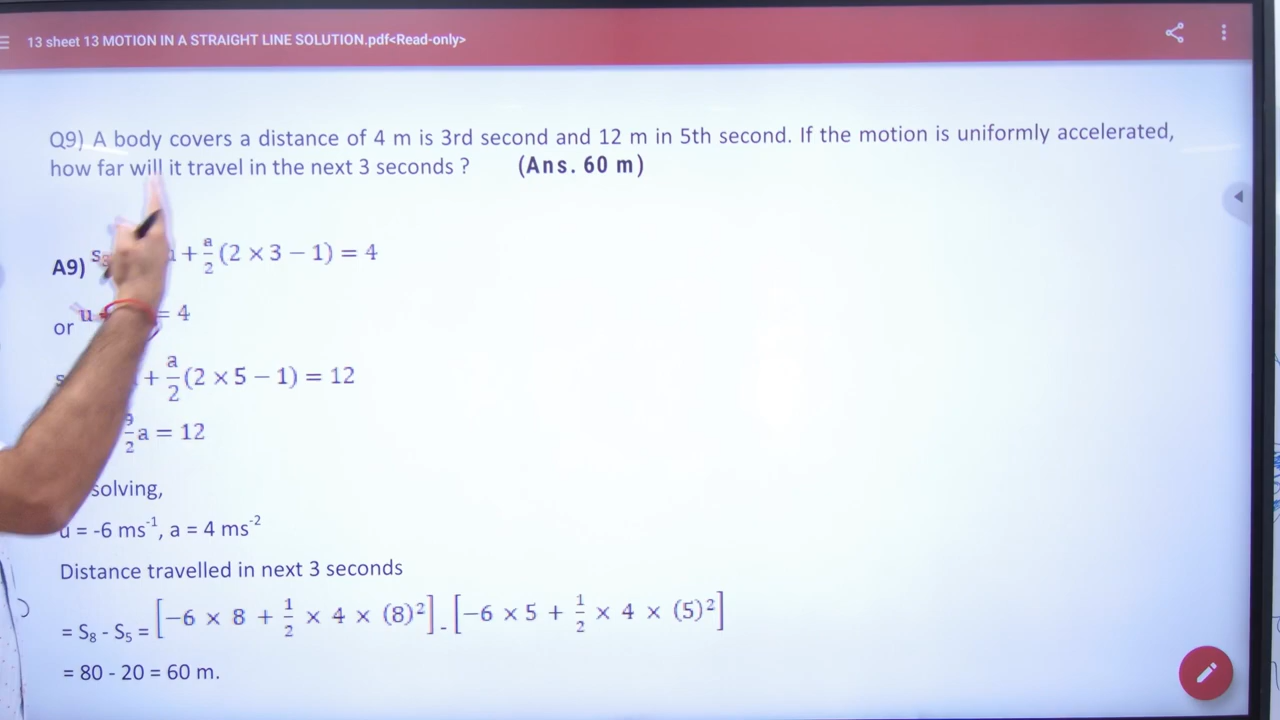 13 sheet 13 MOTION IN A STRAIGHT LINE SOLUTION.pdf<Read-only>
Q9) A body covers a distance of 4 m is 3rd second and 12 m in 5th second. If the motion is uniformly accelerated,
how far will it travel in the next 3 seconds ? (Ans. 60 m)
A9) + a/2 (2 × 3 − 1) = 4
or u = 4
+ a/2 (2 × 5 − 1) = 12
9/2 a = 12
solving,
u = -6 ms⁻¹, a = 4 ms⁻²
Distance travelled in next 3 seconds
= S₈ - S₅ = [−6 × 8 + 1/2 × 4 × (8)²] - [−6 × 5 + 1/2 × 4 × (5)²]
= 80 - 20 = 60 m.